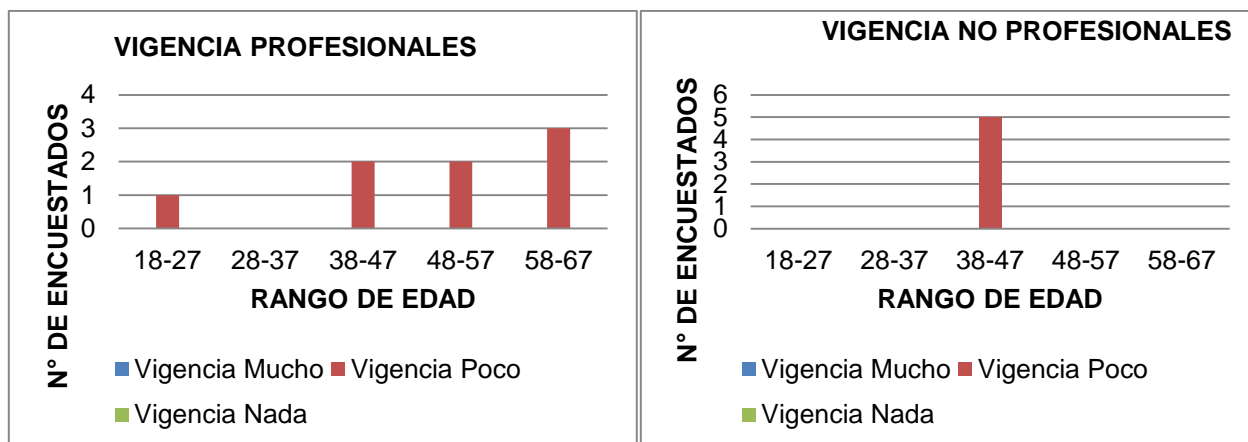 VIGENCIA PROFESIONALES
N° DE ENCUESTADOS
4
3
2
1
0
18-27 28-37 38-47 48-57 58-67
RANGO DE EDAD
Vigencia Mucho Vigencia Poco
Vigencia Nada
VIGENCIA NO PROFESIONALES
N° DE ENCUESTADOS
6
5
4
3
2
1
0
18-27 28-37 38-47 48-57 58-67
RANGO DE EDAD
Vigencia Mucho Vigencia Poco
Vigencia Nada